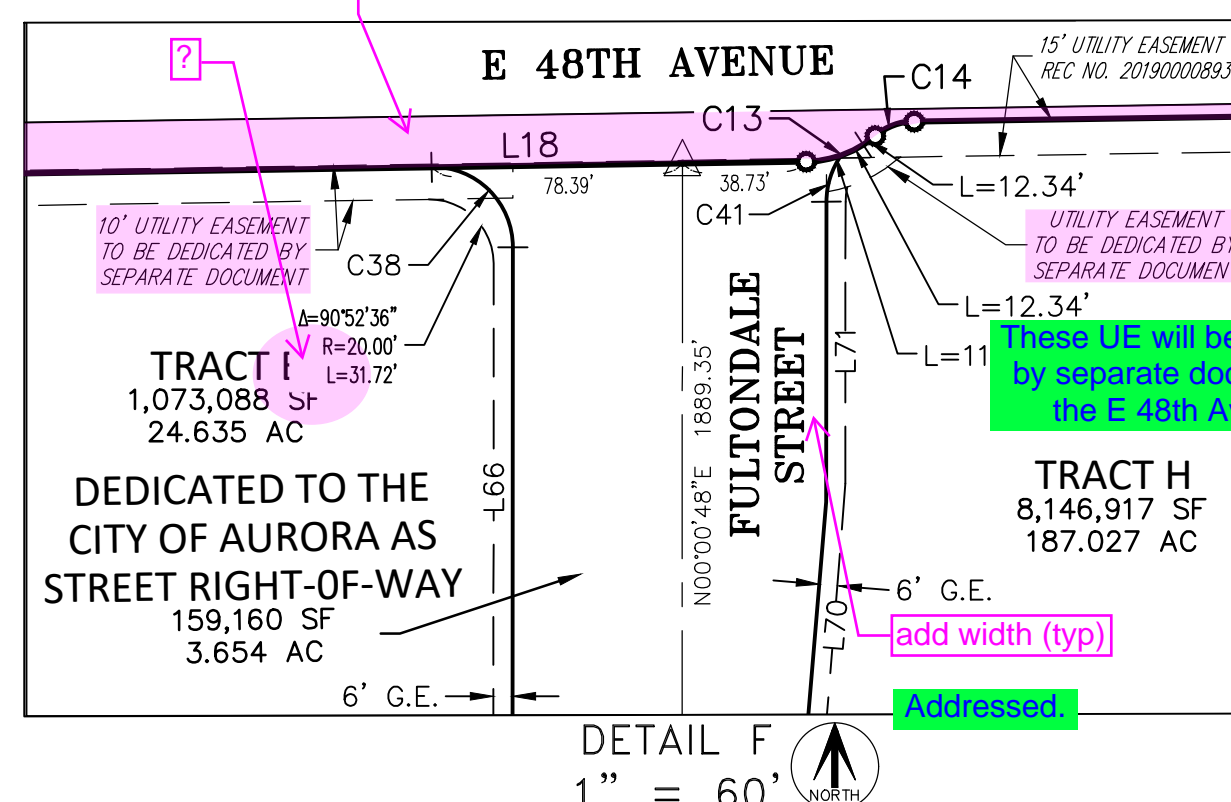 E 48TH AVENUE
15' UTILITY EASEMENT
REC NO. 20190000893
?
C14
C13
L18
78.39'
38.73'
L=12.34'
C41
10' UTILITY EASEMENT
TO BE DEDICATED BY
SEPARATE DOCUMENT
UTILITY EASEMENT
TO BE DEDICATED BY
SEPARATE DOCUMEN
C38
L=12.34'
Δ=90°52'36"
R=20.00'
L=31.72'
L=11
These UE will be
by separate doc
the E 48th A
TRACT
1,073,088 SF
24.635 AC
L71
N00°00'48"E 1889.35'
FULTONDALE
STREET
L66
TRACT H
8,146,917 SF
187.027 AC
DEDICATED TO THE
CITY OF AURORA AS
STREET RIGHT-0F-WAY
159,160 SF
3.654 AC
6' G.E.
L70
add width (typ)
6' G.E.
Addressed.
DETAIL F
1" = 60'
NORTH